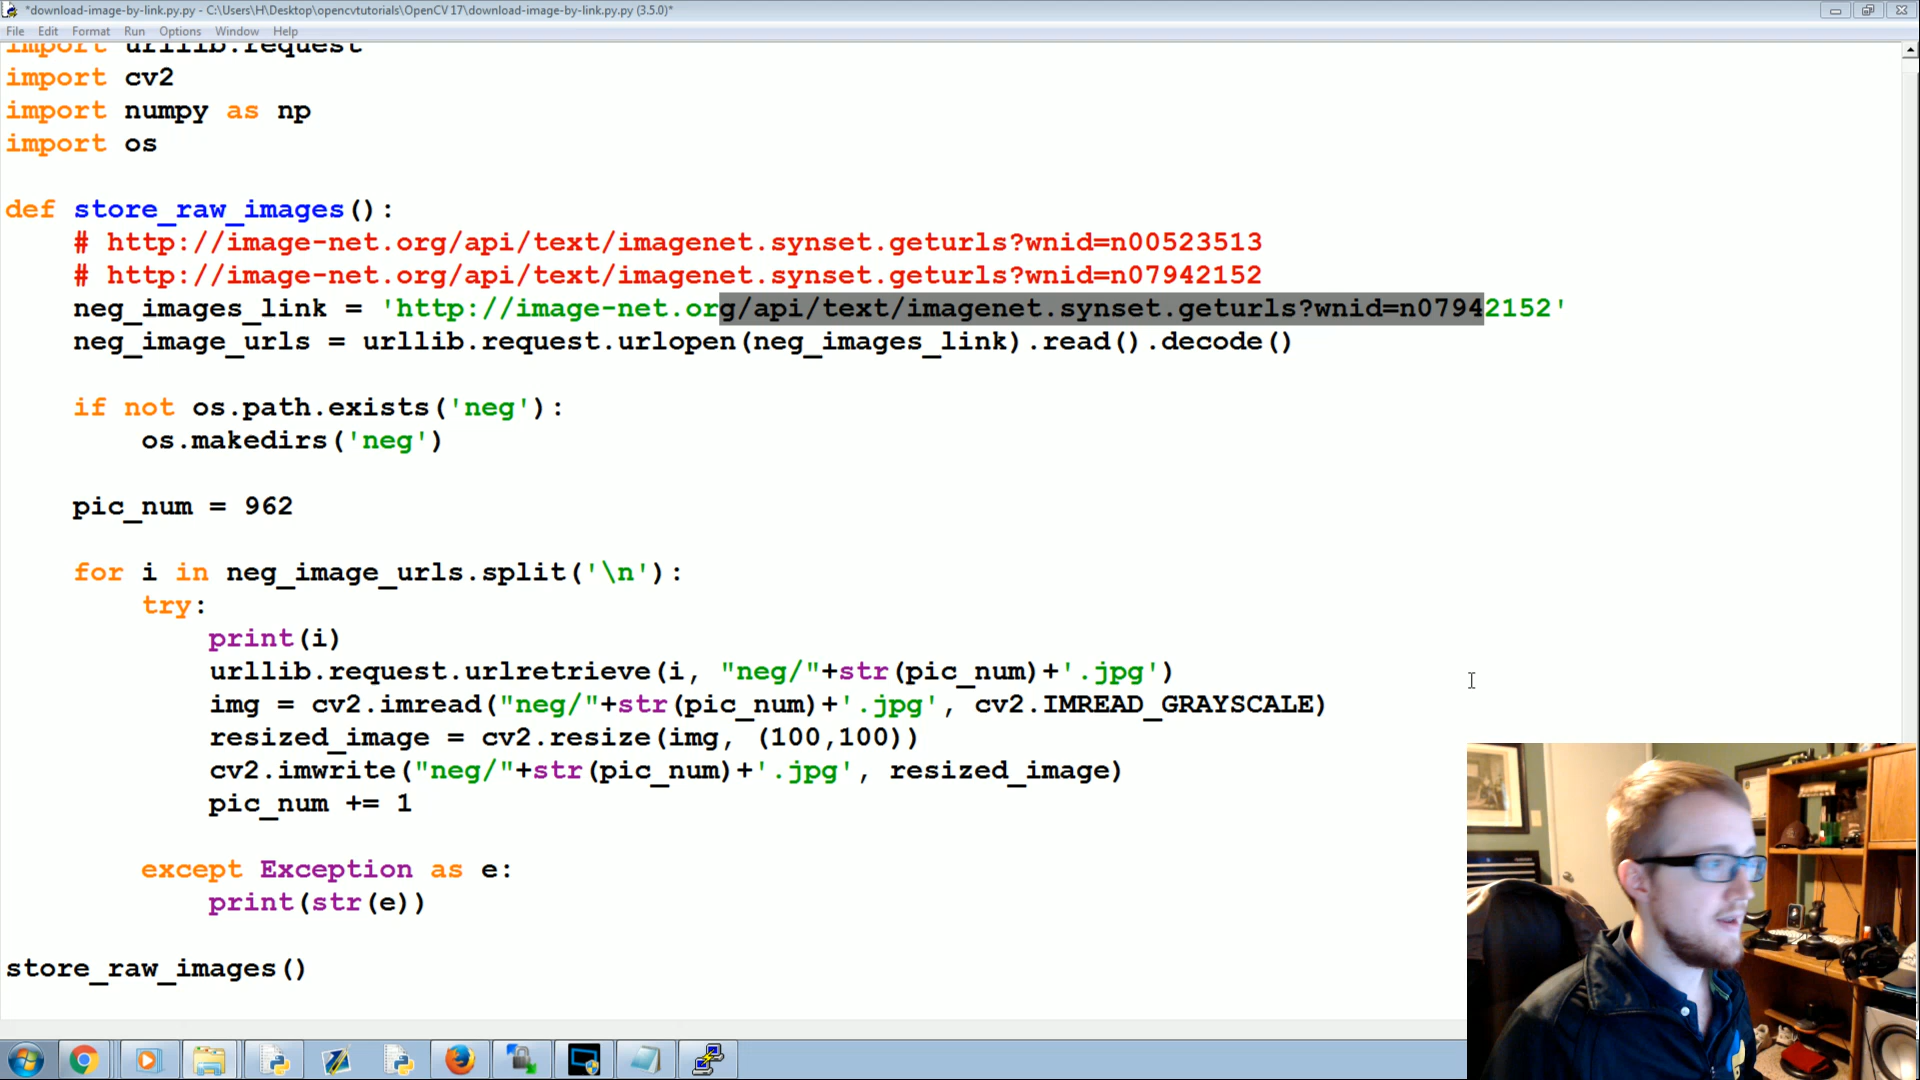 *download-image-by-link.py.py - C:\Users\H\Desktop\opencvtutorials\OpenCV 17\download-image-by-link.py.py (3.5.0)*
File Edit Format Run Options Window Help
import urllib.request
import cv2
import numpy as np
import os
def store_raw_images():
# http://image-net.org/api/text/imagenet.synset.geturls?wnid=n00523513
# http://image-net.org/api/text/imagenet.synset.geturls?wnid=n07942152
neg_images_link = 'http://image-net.org/api/text/imagenet.synset.geturls?wnid=n07942152'
neg_image_urls = urllib.request.urlopen(neg_images_link).read().decode()
if not os.path.exists('neg'):
os.makedirs('neg')
pic_num = 962
for i in neg_image_urls.split('\n'):
try:
print(i)
urllib.request.urlretrieve(i, "neg/"+str(pic_num)+'.jpg')
img = cv2.imread("neg/"+str(pic_num)+'.jpg', cv2.IMREAD_GRAYSCALE)
resized_image = cv2.resize(img, (100,100))
cv2.imwrite("neg/"+str(pic_num)+'.jpg', resized_image)
pic_num += 1
except Exception as e:
print(str(e))
store_raw_images()